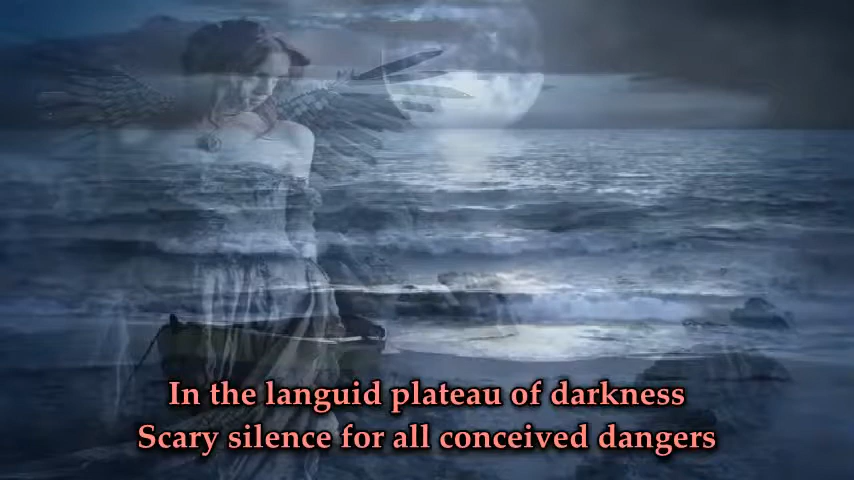 In the languid plateau of darkness
Scary silence for all conceived dangers